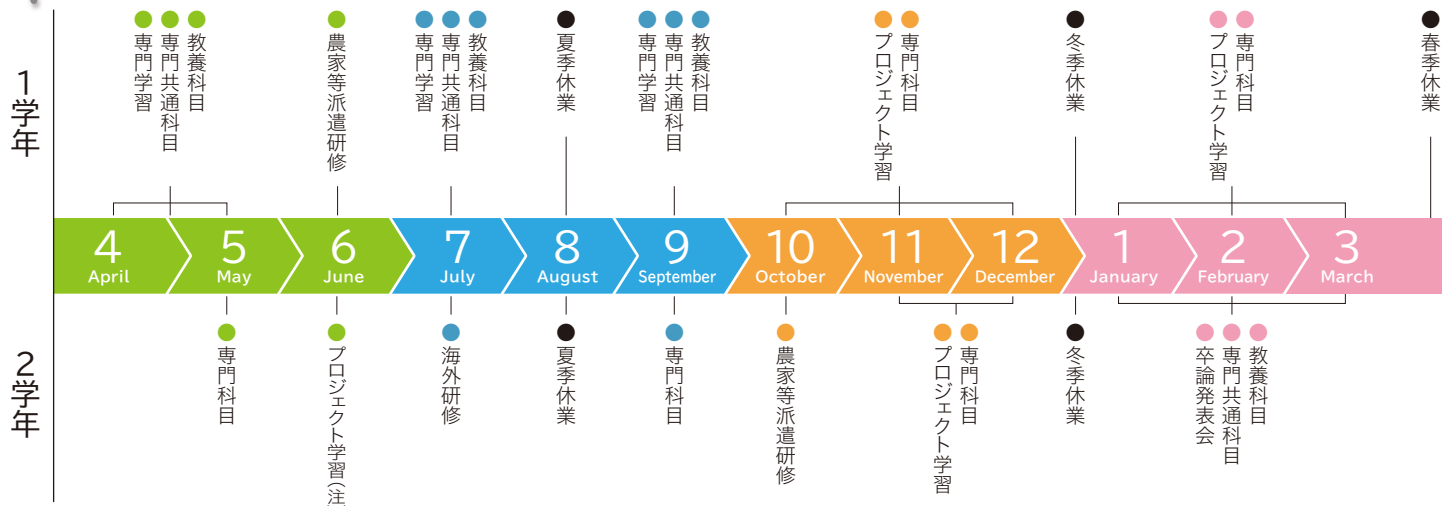 1学年
教養科目
専門共通科目
専門学習
農家等派遣研修
教養科目
専門共通科目
専門学習
夏季休業
教養科目
専門共通科目
専門学習
専門科目
プロジェクト学習
冬季休業
専門科目
プロジェクト学習
春季休業
4
April
5
May
6
June
7
July
8
August
9
September
10
October
11
November
12
December
1
January
2
February
3
March
2学年
専門科目
プロジェクト学習(注
海外研修
夏季休業
専門科目
農家等派遣研修
専門科目
プロジェクト学習
冬季休業
教養科目
専門共通科目
卒論発表会